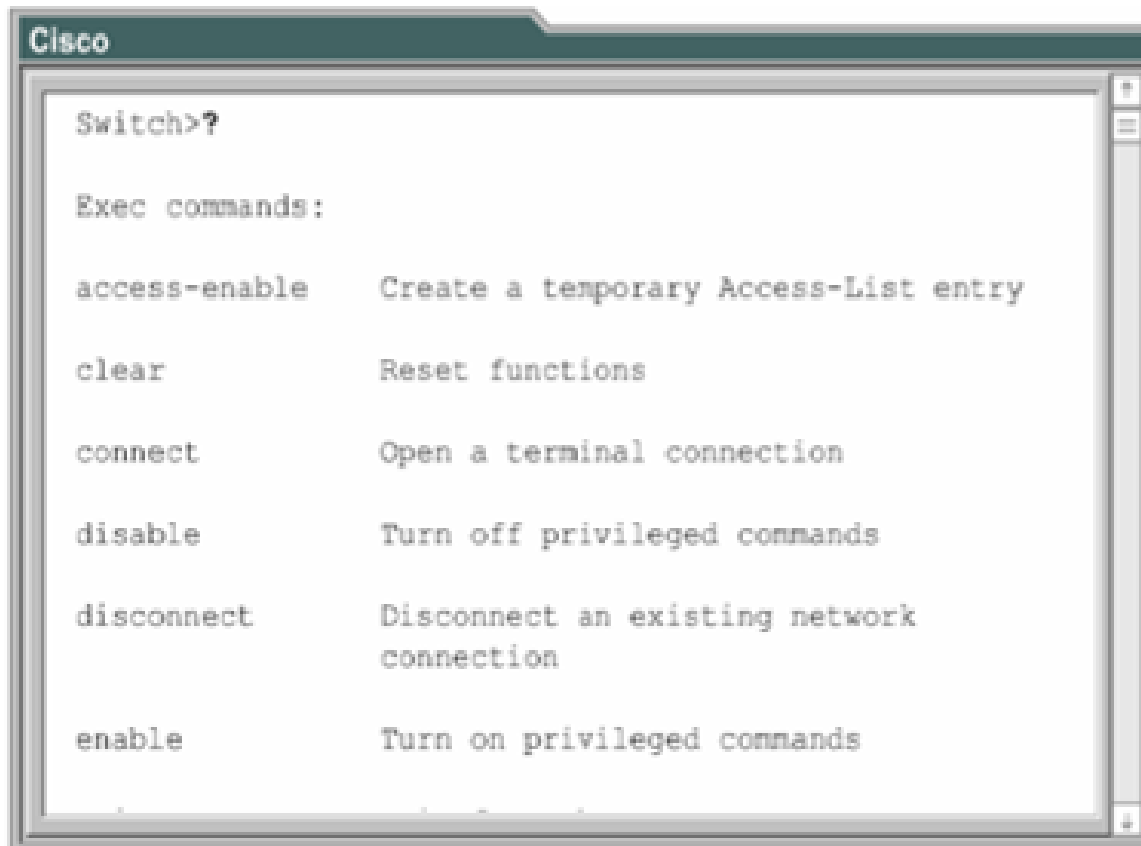 Cisco
Switch>?
Exec commands:
access-enable Create a temporary Access-List entry
clear Reset functions
connect Open a terminal connection
disable Turn off privileged commands
disconnect Disconnect an existing network
connection
enable Turn on privileged commands